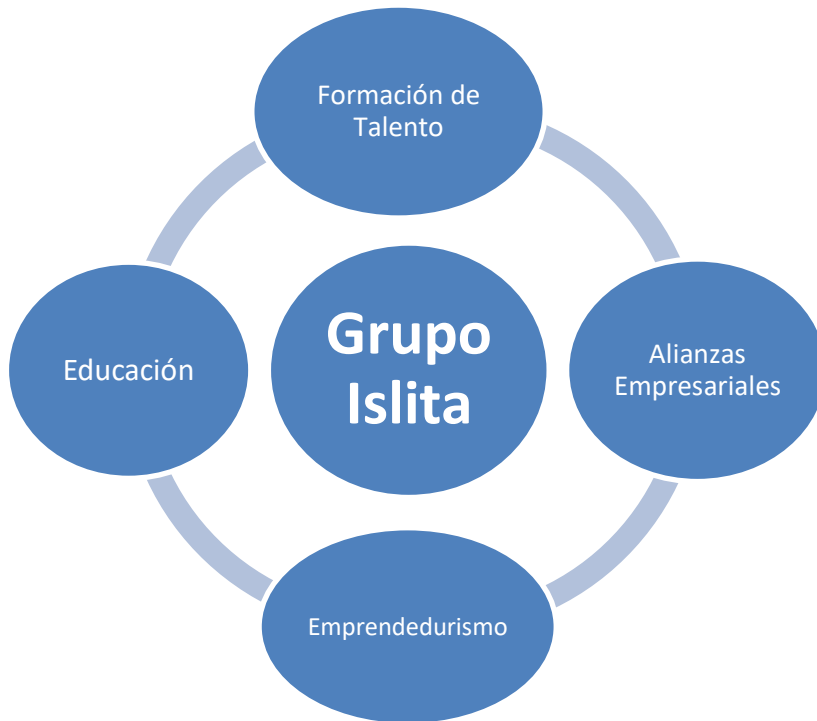 Formación de
Talento
Grupo
Islita
Educación
Alianzas
Empresariales
Emprendedurismo